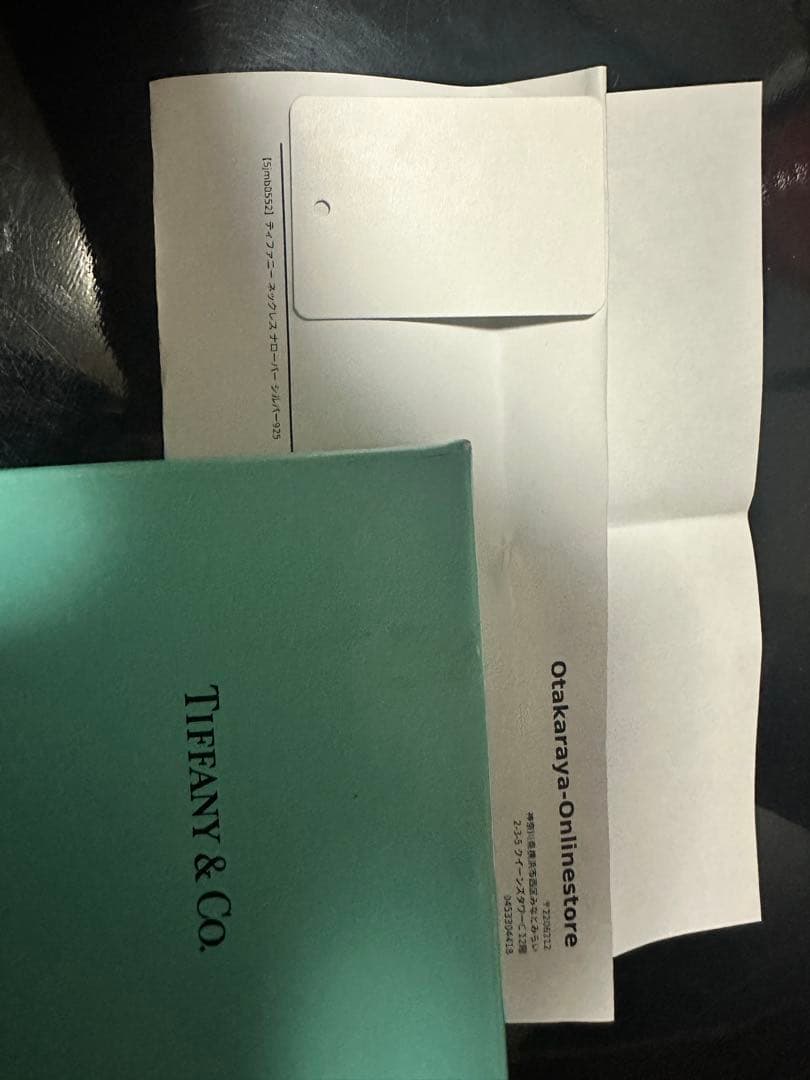 Otakaraya-Onlinestore
〒2206212
神奈川県横浜市西区みなとみらい
2-3-5 クイーンズタワーC 12階
0453304418
【5jmb0552】ティファニー ネックレス ナローバー シルバー925
TIFFANY & CO.